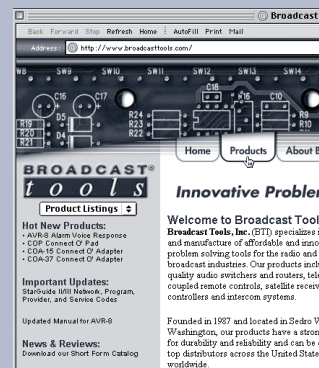 @ Broadcast
Back Forward Stop Refresh Home AutoFill Print Mail
Address: @ http://www.broadcasttools.com/
W8 SW9 SW10 SW11 SW12 SW13 SW14
C18
C16 C17 Y6 C10
R19 D5 R24 R9
R20 D4 R23 R10
R21 R22
Home Products About B
BROADCAST®
tools
Product Listings
Innovative Problem
Hot New Products:
• AVR-8 Alarm Voice Response
• COP Connect O' Pad
• COA-15 Connect O' Adapter
• COA-37 Connect O' Adapter
Important Updates:
StarGuide II/III Network, Program,
Provider, and Service Codes
Updated Manual for AVR-8
News & Reviews:
Download our Short Form Catalog
Welcome to Broadcast Tool
Broadcast Tools, Inc. (BTI) specializes i
and manufacture of affordable and inno
problem solving tools for the radio and
broadcast industries. Our products inclu
quality audio switchers and routers, tele
coupled remote controls, satellite receiv
controllers and intercom systems.
Founded in 1987 and located in Sedro W
Washington, our products have a stron
for durability and reliability and can be
top distributors across the United State
worldwide.